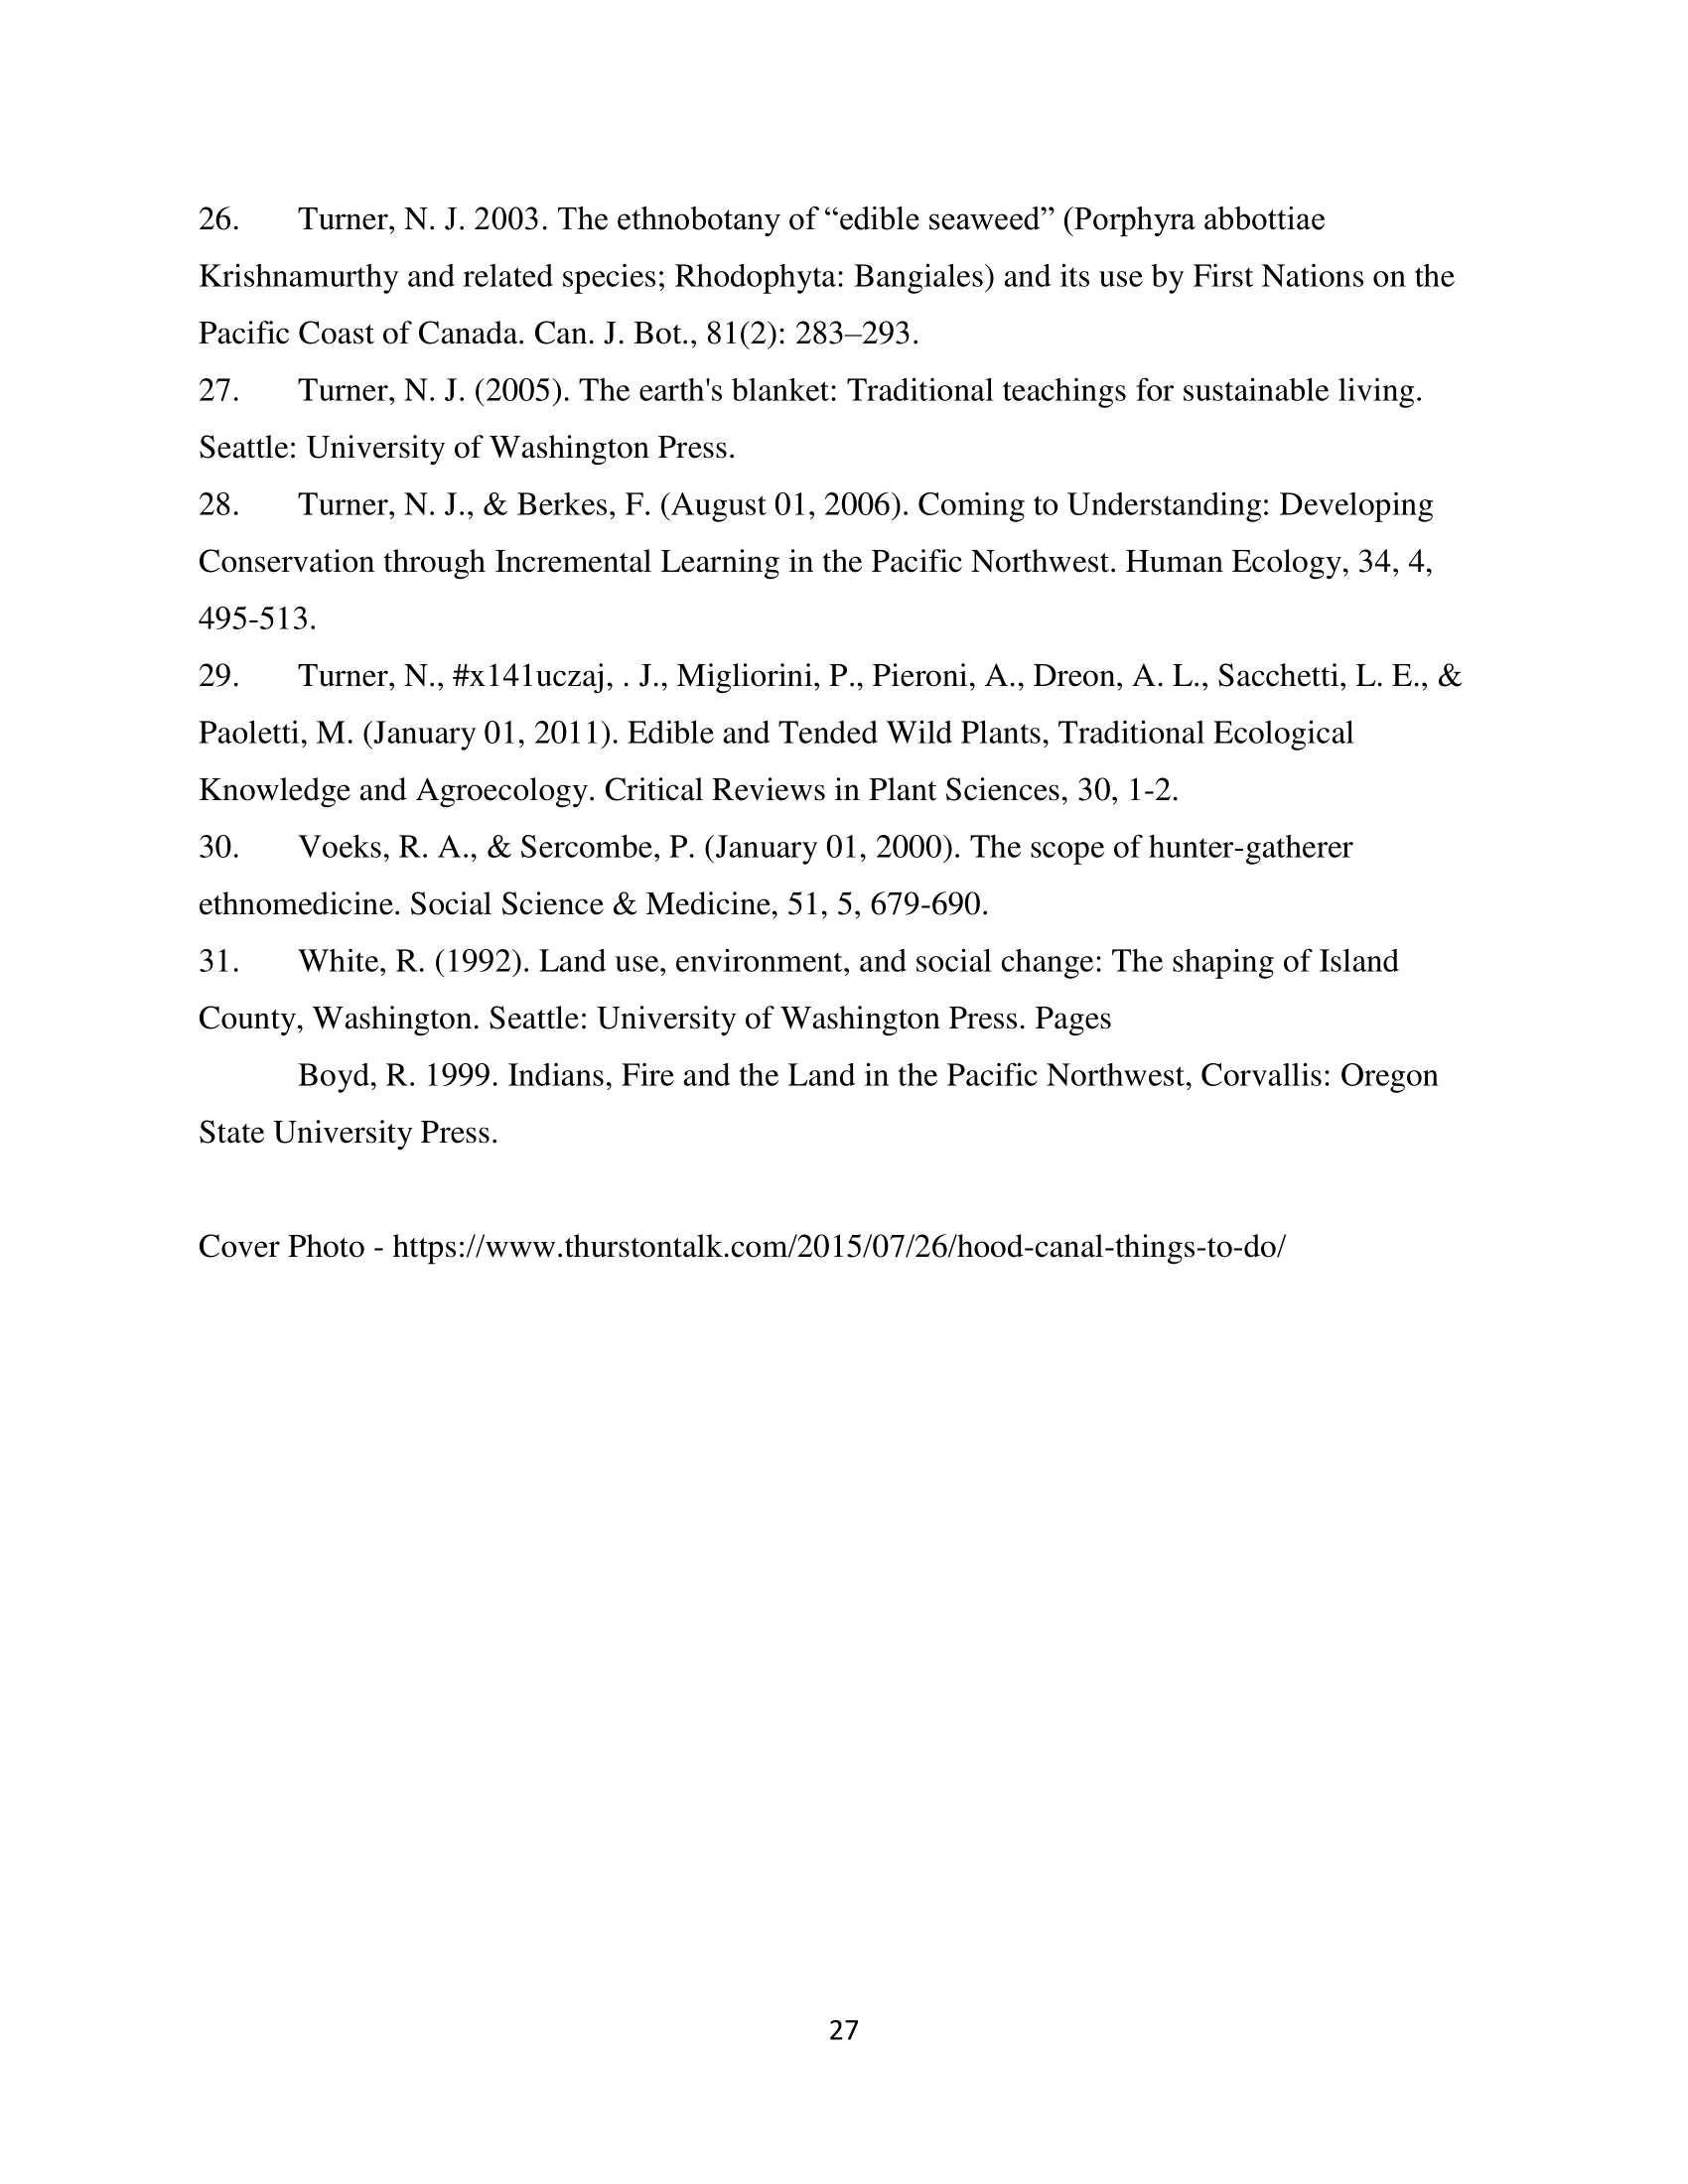 26. Turner, N. J. 2003. The ethnobotany of “edible seaweed” (Porphyra abbottiae
Krishnamurthy and related species; Rhodophyta: Bangiales) and its use by First Nations on the
Pacific Coast of Canada. Can. J. Bot., 81(2): 283–293.
27. Turner, N. J. (2005). The earth's blanket: Traditional teachings for sustainable living.
Seattle: University of Washington Press.
28. Turner, N. J., & Berkes, F. (August 01, 2006). Coming to Understanding: Developing
Conservation through Incremental Learning in the Pacific Northwest. Human Ecology, 34, 4,
495-513.
29. Turner, N., #x141uczaj, . J., Migliorini, P., Pieroni, A., Dreon, A. L., Sacchetti, L. E., &
Paoletti, M. (January 01, 2011). Edible and Tended Wild Plants, Traditional Ecological
Knowledge and Agroecology. Critical Reviews in Plant Sciences, 30, 1-2.
30. Voeks, R. A., & Sercombe, P. (January 01, 2000). The scope of hunter-gatherer
ethnomedicine. Social Science & Medicine, 51, 5, 679-690.
31. White, R. (1992). Land use, environment, and social change: The shaping of Island
County, Washington. Seattle: University of Washington Press. Pages
Boyd, R. 1999. Indians, Fire and the Land in the Pacific Northwest, Corvallis: Oregon
State University Press.
Cover Photo - https://www.thurstontalk.com/2015/07/26/hood-canal-things-to-do/
27